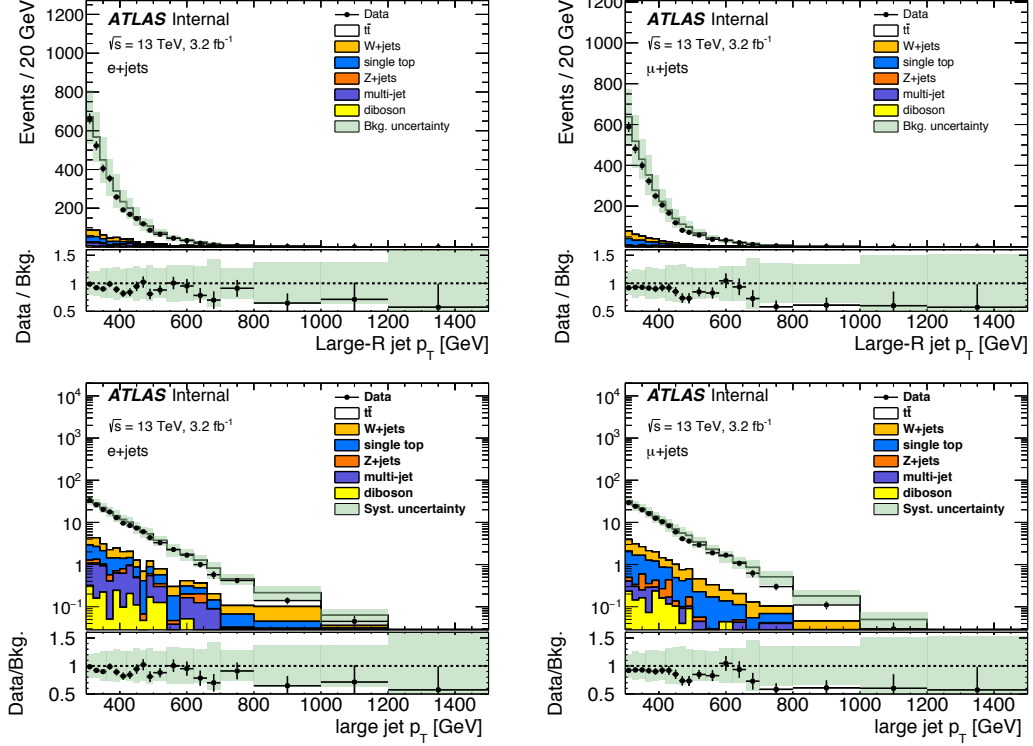 Events / 20 GeV
1200
1000
800
600
400
200
ATLAS Internal
√s = 13 TeV, 3.2 fb⁻¹
e+jets
Data
tt̄
W+jets
single top
Z+jets
multi-jet
diboson
Bkg. uncertainty
Data / Bkg.
1.5
1
0.5
400 600 800 1000 1200 1400
Large-R jet p_T [GeV]
Events / 20 GeV
1200
1000
800
600
400
200
ATLAS Internal
√s = 13 TeV, 3.2 fb⁻¹
μ+jets
Data
tt̄
W+jets
single top
Z+jets
multi-jet
diboson
Bkg. uncertainty
Data / Bkg.
1.5
1
0.5
400 600 800 1000 1200 1400
Large-R jet p_T [GeV]
10⁴
10³
10²
10
1
10⁻¹
ATLAS Internal
√s = 13 TeV, 3.2 fb⁻¹
e+jets
Data
tt̄
W+jets
single top
Z+jets
multi-jet
diboson
Syst. uncertainty
Data/Bkg.
1.5
1
0.5
400 600 800 1000 1200 1400
large jet p_T [GeV]
10⁴
10³
10²
10
1
10⁻¹
ATLAS Internal
√s = 13 TeV, 3.2 fb⁻¹
μ+jets
Data
tt̄
W+jets
single top
Z+jets
multi-jet
diboson
Syst. uncertainty
Data/Bkg.
1.5
1
0.5
400 600 800 1000 1200 1400
large jet p_T [GeV]